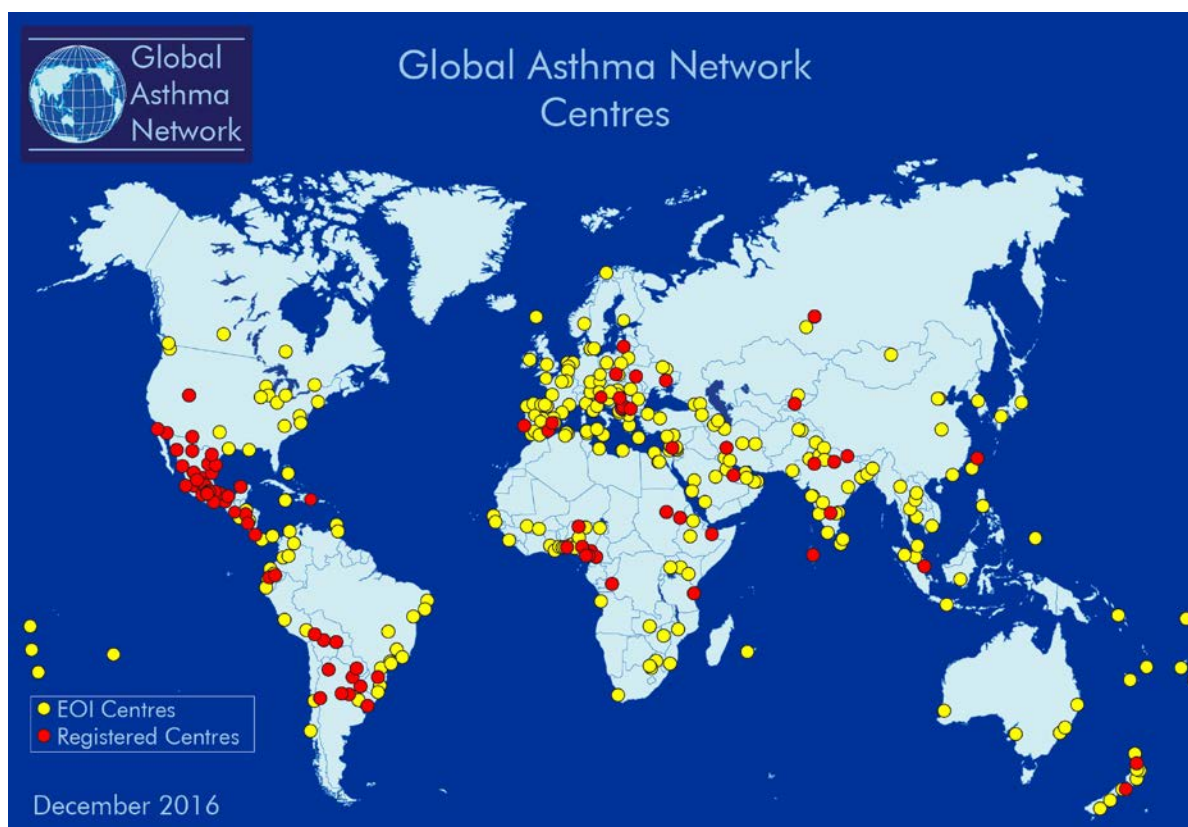 Global
Asthma
Network
Global Asthma Network
Centres
EOI Centres
Registered Centres
December 2016